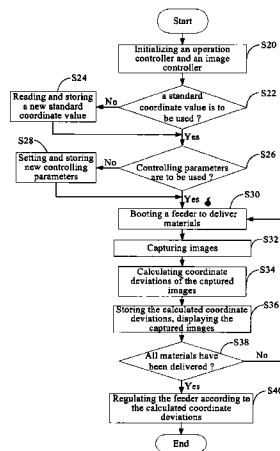 Start
Initializing an operation
controller and an image
controller
S20
S24
Reading and storing
a new standard
coordinate value
No
a standard
coordinate value is to
be used ?
S22
Yes
S28
Setting and storing
new controlling
parameters
No
Controlling parameters
are to be used ?
S26
Yes
S30
Booting a feeder to deliver
materials
S32
Capturing images
S34
Calculating coordinate
deviations of the captured
images
S36
Storing the calculated coordinate
deviations, displaying the
captured images
S38
All materials have
been delivered ?
No
Yes
S40
Regulating the feeder according to
the calculated coordinate
deviations
End